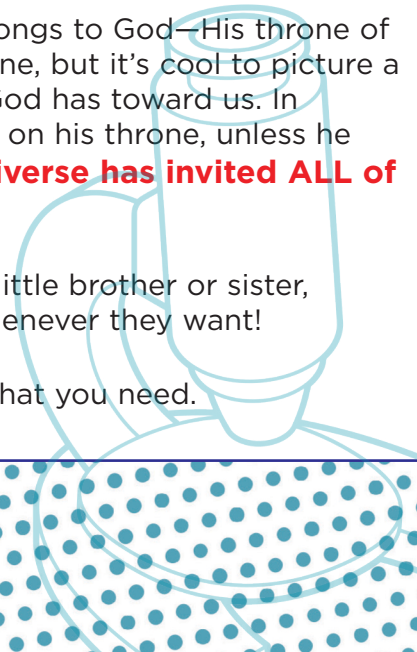 ongs to God—His throne of
ne, but it's cool to picture a
God has toward us. In
on his throne, unless he
iverse has invited ALL of
ittle brother or sister,
enever they want!
hat you need.